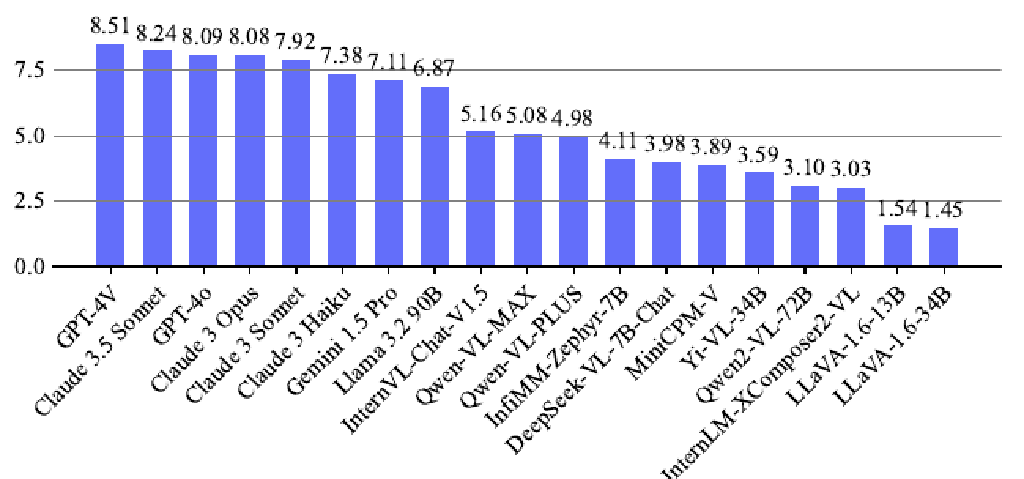 8.51 8.24 8.09 8.08 7.92 7.38 7.11 6.87 5.16 5.08 4.98 4.11 3.98 3.89 3.59 3.10 3.03 1.54 1.45
7.5
5.0
2.5
0.0
GPT-4V
Claude 3.5 Sonnet
GPT-4o
Claude 3 Opus
Claude 3 Sonnet
Claude 3 Haiku
Gemini 1.5 Pro
Llama 3.2 90B
InternVL-Chat-V1.5
Qwen-VL-MAX
Qwen-VL-PLUS
InfiMM-Zephyr-7B
DeepSeek-VL-7B-Chat
MiniCPM-V
Yi-VL-34B
Qwen2-VL-72B
InternLM-XComposer2-VL
LLaVA-1.6-13B
LLaVA-1.6-34B